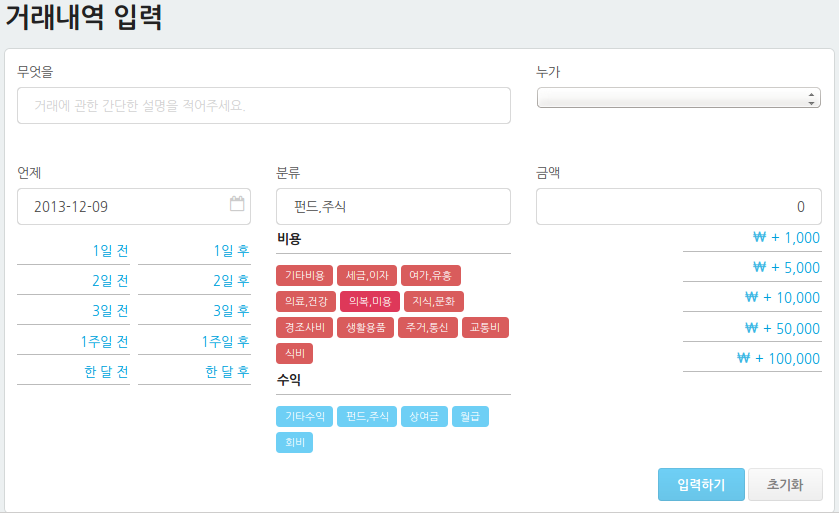 거래내역 입력
무엇을
누가
거래에 관한 간단한 설명을 적어주세요.
언제
분류
금액
2013-12-09
펀드,주식
0
1일 전
1일 후
2일 전
2일 후
3일 전
3일 후
1주일 전
1주일 후
한 달 전
한 달 후
비용
기타비용 세금,이자 여가,유흥
의료,건강 의복,미용 지식,문화
경조사비 생활용품 주거,통신 교통비
식비
수익
기타수익 펀드,주식 상여금 월급
회비
₩ + 1,000
₩ + 5,000
₩ + 10,000
₩ + 50,000
₩ + 100,000
입력하기
초기화